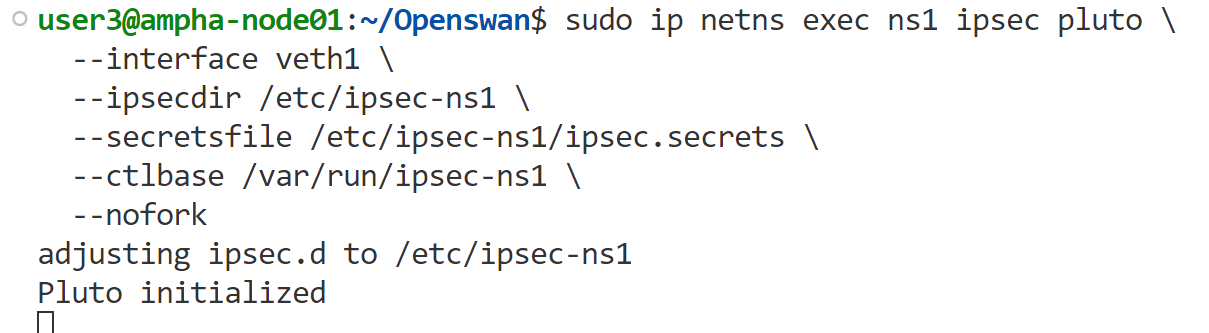 user3@ampha-node01:~/Openswan$ sudo ip netns exec ns1 ipsec pluto \
  --interface veth1 \
  --ipsecdir /etc/ipsec-ns1 \
  --secretsfile /etc/ipsec-ns1/ipsec.secrets \
  --ctlbase /var/run/ipsec-ns1 \
  --nofork
adjusting ipsec.d to /etc/ipsec-ns1
Pluto initialized